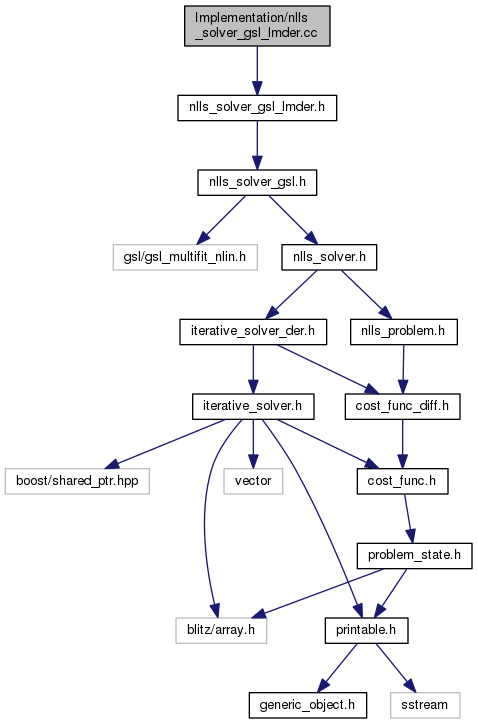 Implementation/nlls
_solver_gsl_lmder.cc
nlls_solver_gsl_lmder.h
nlls_solver_gsl.h
gsl/gsl_multifit_nlin.h
nlls_solver.h
iterative_solver_der.h
nlls_problem.h
iterative_solver.h
cost_func_diff.h
boost/shared_ptr.hpp
vector
cost_func.h
problem_state.h
blitz/array.h
printable.h
generic_object.h
sstream